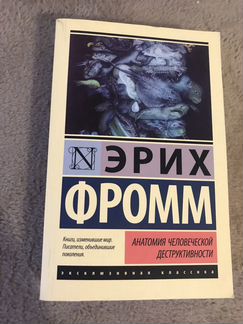 N
ЭРИХ
ФРОММ
Книги, изменившие мир.
Писатели, объединившие
поколения.
АНАТОМИЯ ЧЕЛОВЕЧЕСКОЙ
ДЕСТРУКТИВНОСТИ
ЭКСКЛЮЗИВНАЯ КЛАССИКА